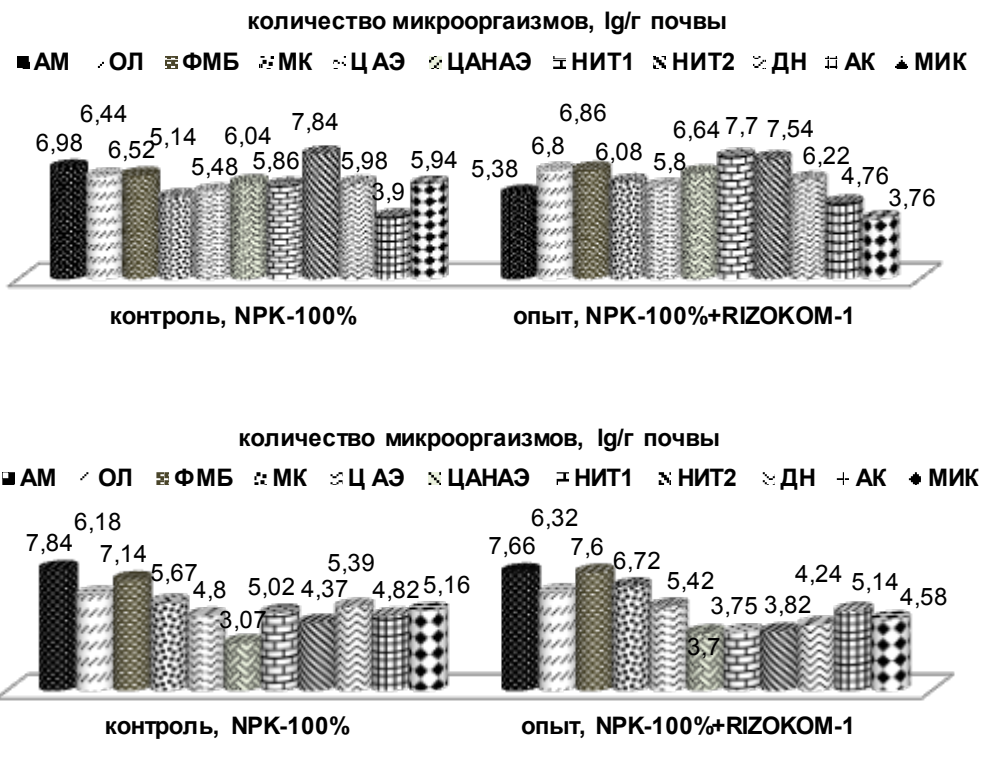 количество микрооргаизмов, lg/г почвы
АМ ОЛ ФМБ МК Ц АЭ ЦАНАЭ НИТ1 НИТ2 ДН АК МИК
6,98 6,44 6,52 5,14 5,48 6,04 5,86 7,84 5,98 3,9 5,94
5,38 6,8 6,86 6,08 5,8 6,64 7,7 7,54 6,22 4,76 3,76
контроль, NPK-100%
опыт, NPK-100%+RIZOKOM-1
количество микрооргаизмов, lg/г почвы
АМ ОЛ ФМБ МК Ц АЭ ЦАНАЭ НИТ1 НИТ2 ДН АК МИК
7,84 6,18 7,14 5,67 4,8 3,07 5,02 4,37 5,39 4,82 5,16
7,66 6,32 7,6 6,72 5,42 3,7 3,75 3,82 4,24 5,14 4,58
контроль, NPK-100%
опыт, NPK-100%+RIZOKOM-1